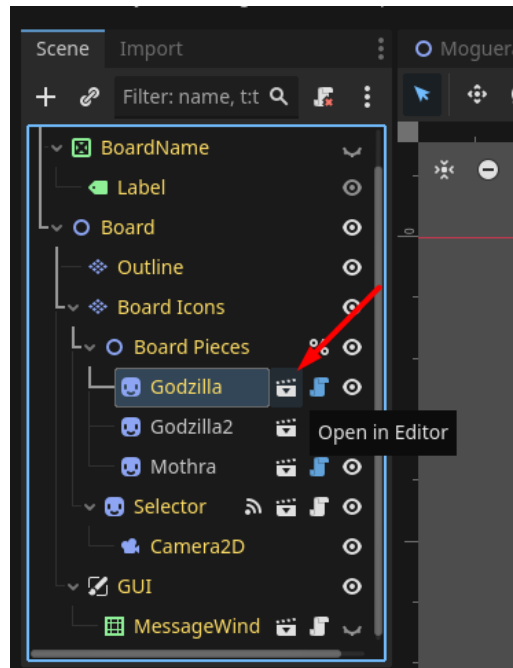 Scene
Import
Moguera
Filter: name, t:t
BoardName
Label
Board
Outline
Board Icons
Board Pieces
Godzilla
Godzilla2
Open in Editor
Mothra
Selector
Camera2D
GUI
MessageWind